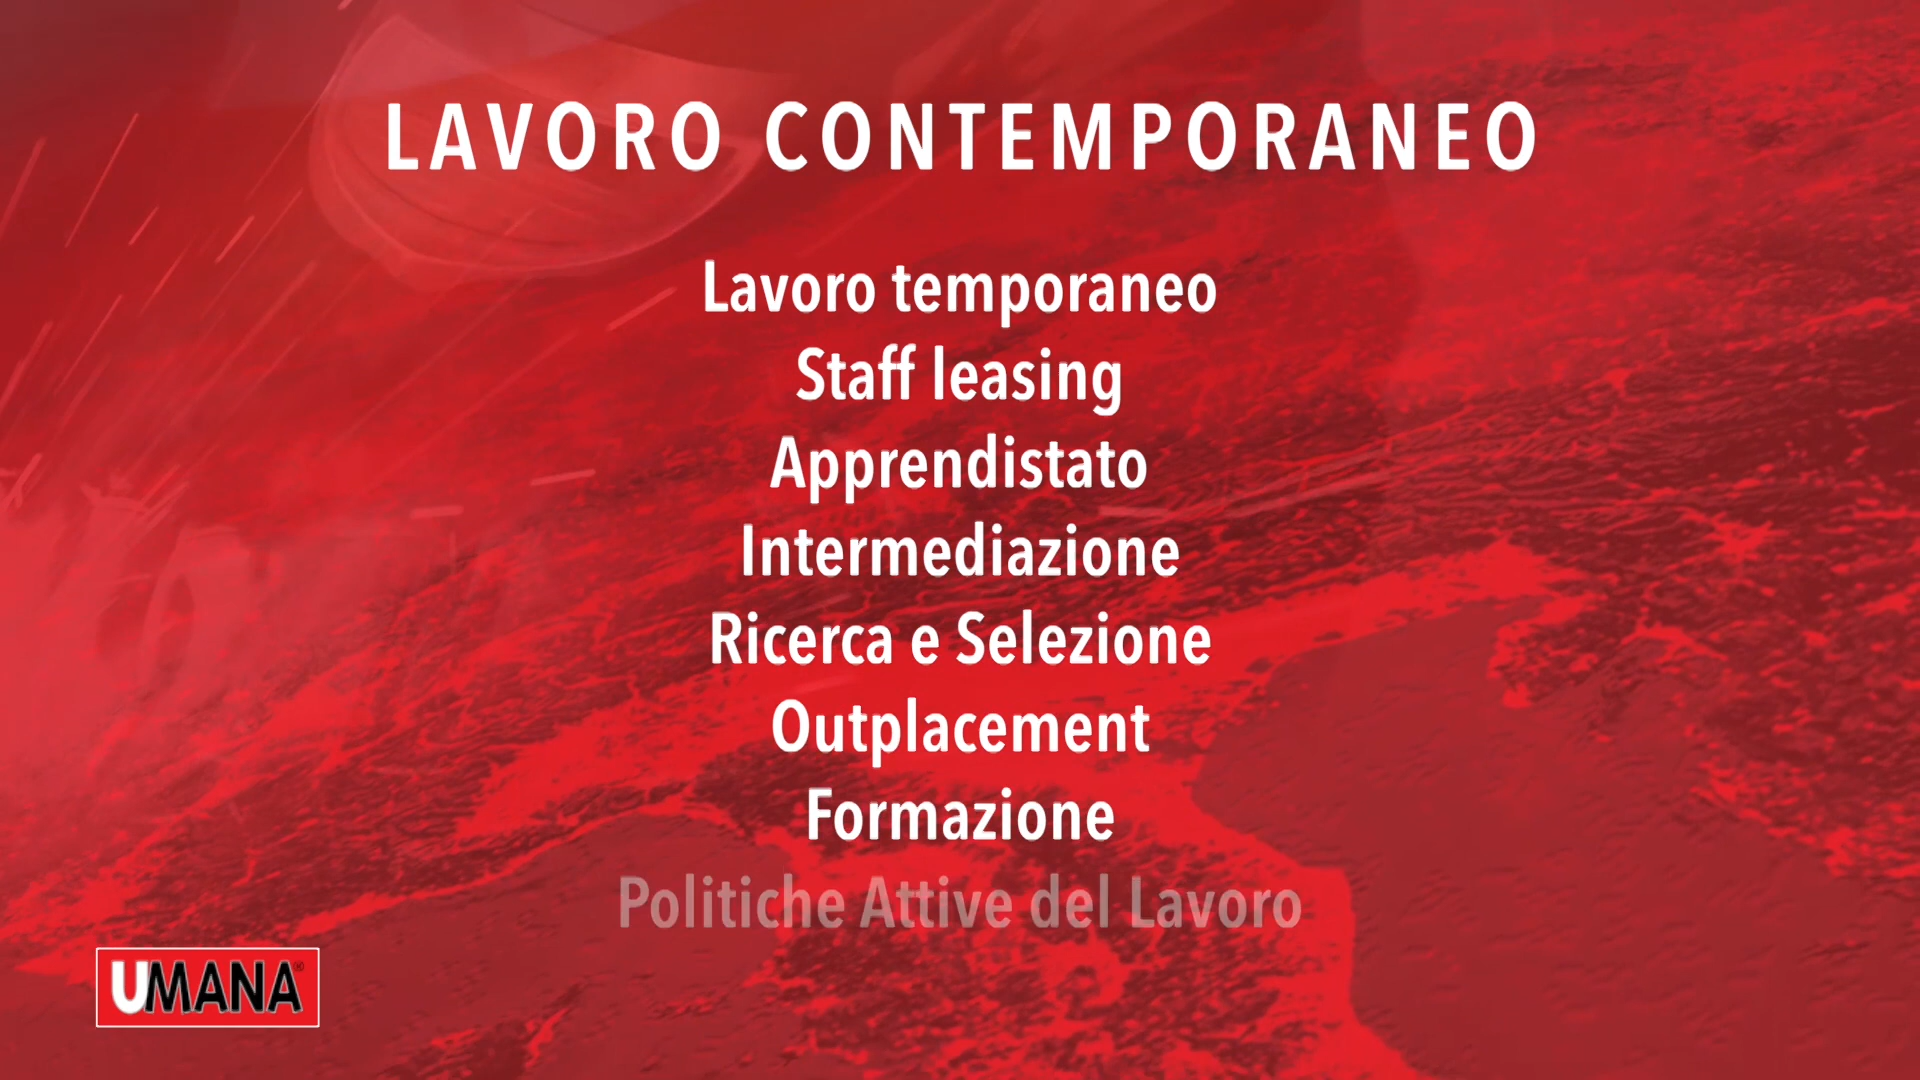 LAVORO CONTEMPORANEO
Lavoro temporaneo
Staff leasing
Apprendistato
Intermediazione
Ricerca e Selezione
Outplacement
Formazione
Politiche Attive del Lavoro
UMANA®